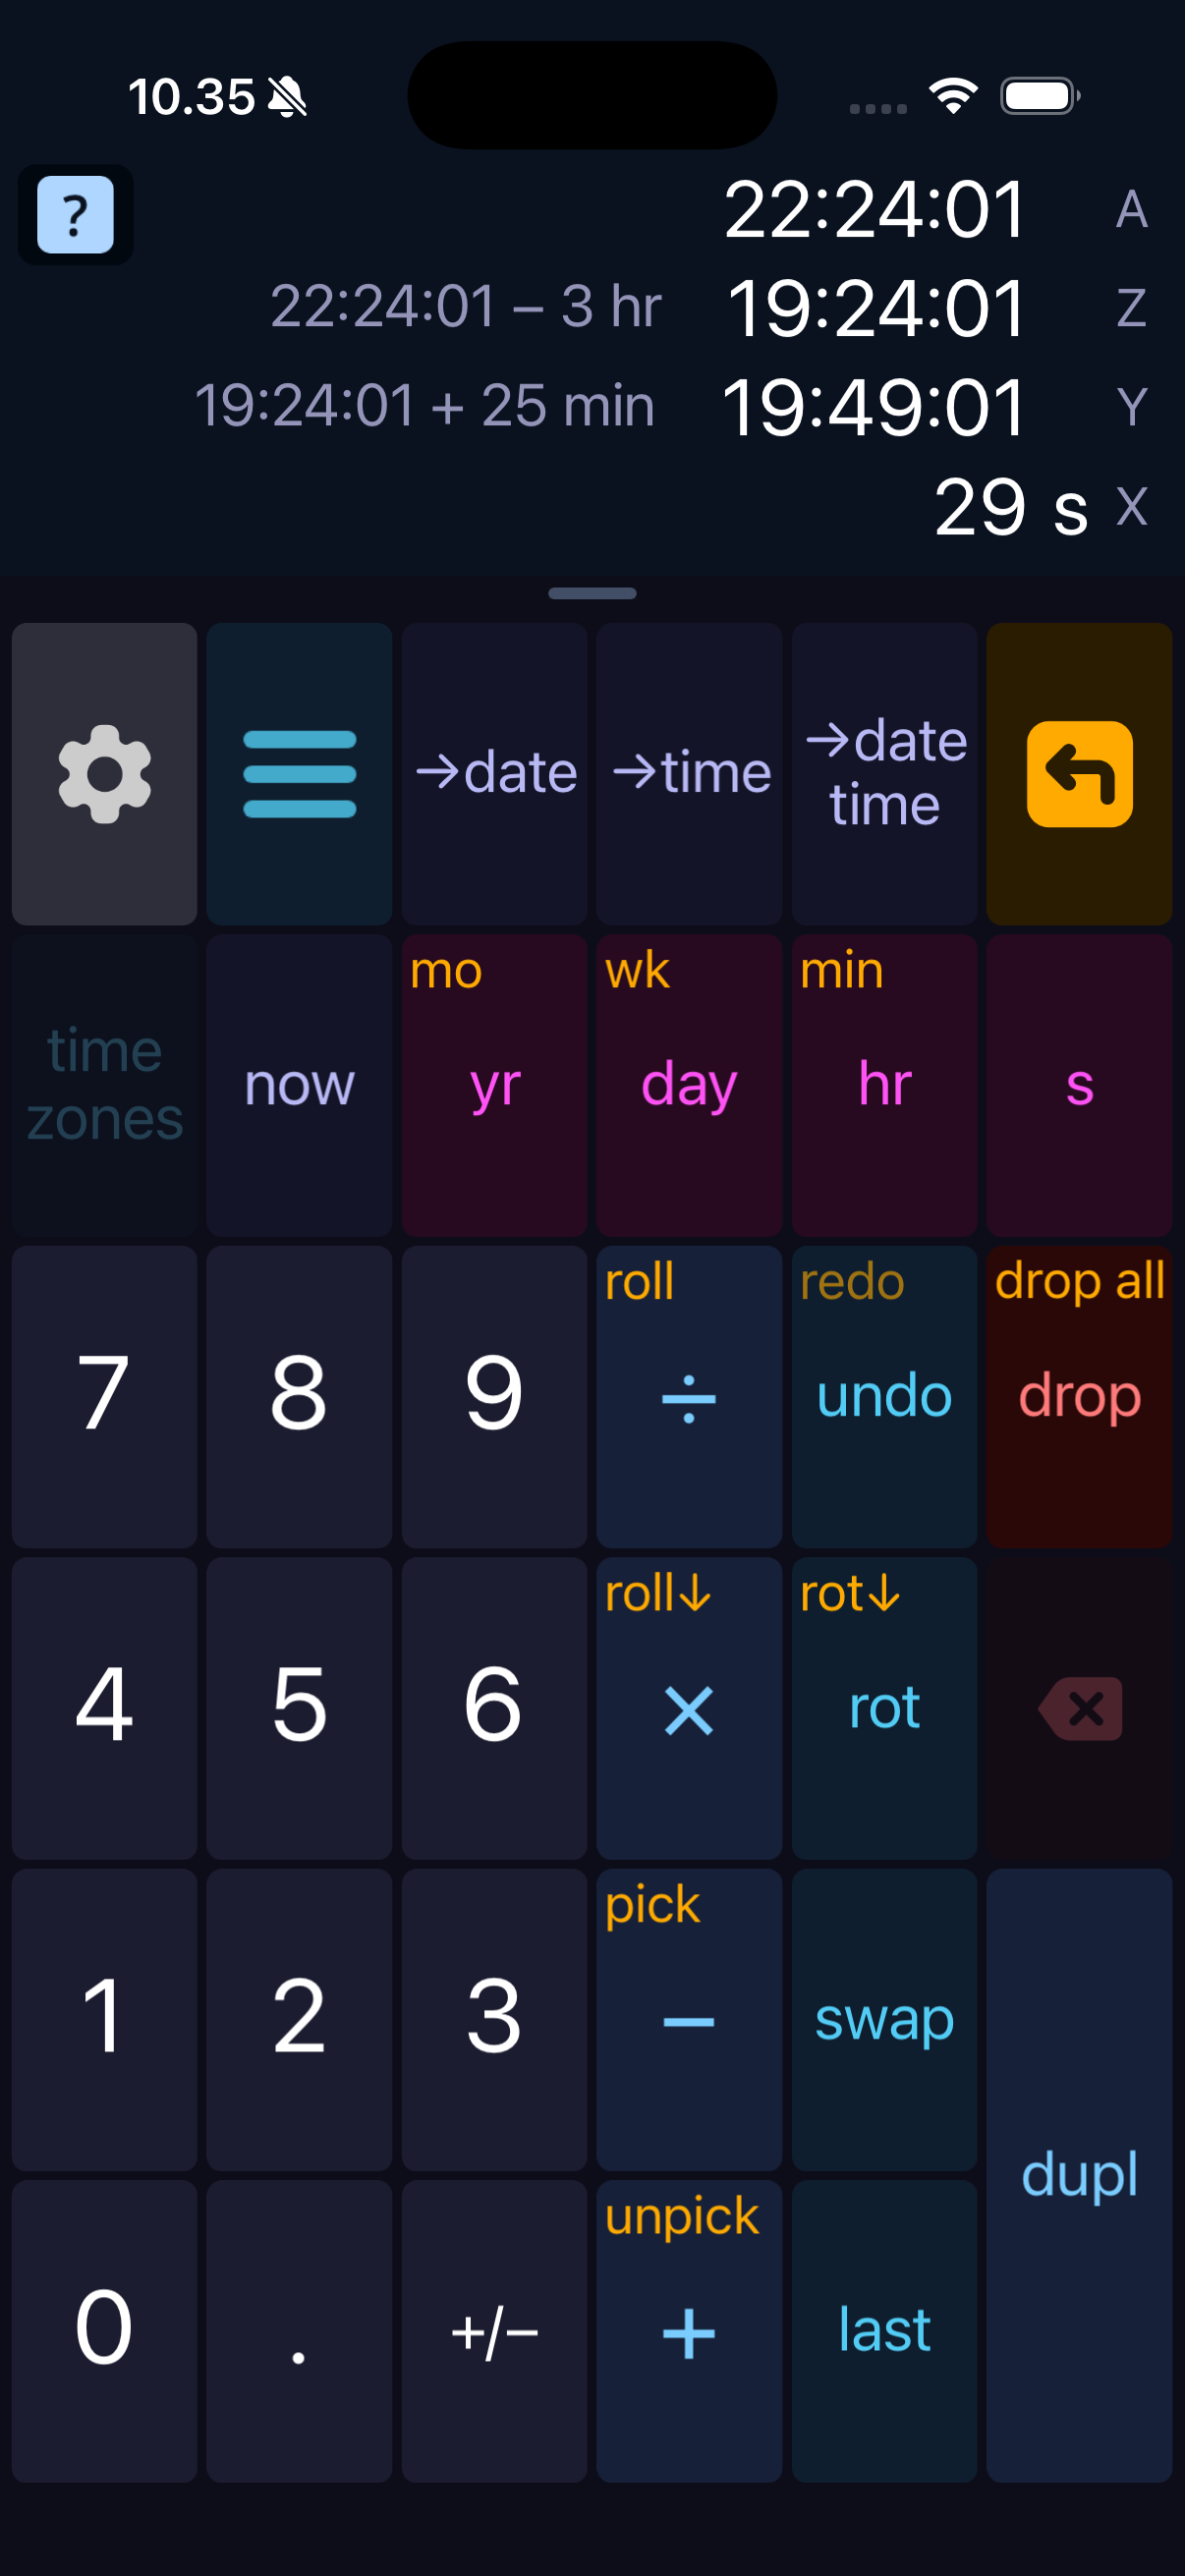 10.35
?
22:24:01 A
22:24:01 – 3 hr 19:24:01 Z
19:24:01 + 25 min 19:49:01 Y
29 s X
→date →time →date time
time zones now mo yr wk day min hr s
7 8 9 roll ÷ redo undo drop all drop
4 5 6 roll↓ × rot↓ rot
1 2 3 pick – swap dupl
0 . +/– unpick + last